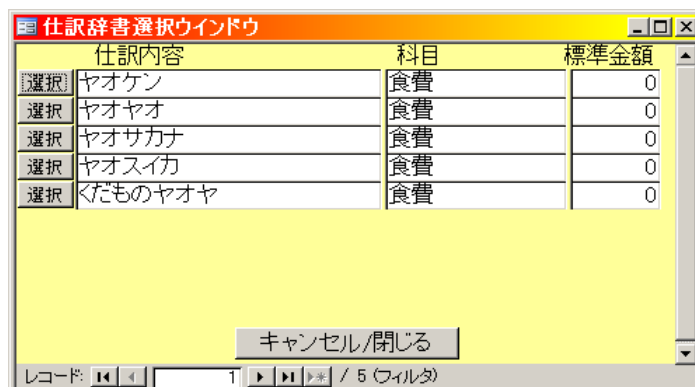 仕訳辞書選択ウインドウ
仕訳内容 科目 標準金額
選択 ヤオケン 食費 0
選択 ヤオヤオ 食費 0
選択 ヤオサカナ 食費 0
選択 ヤオスイカ 食費 0
選択 くだものヤオヤ 食費 0
キャンセル/閉じる
レコード: 1 / 5 (フィルタ)